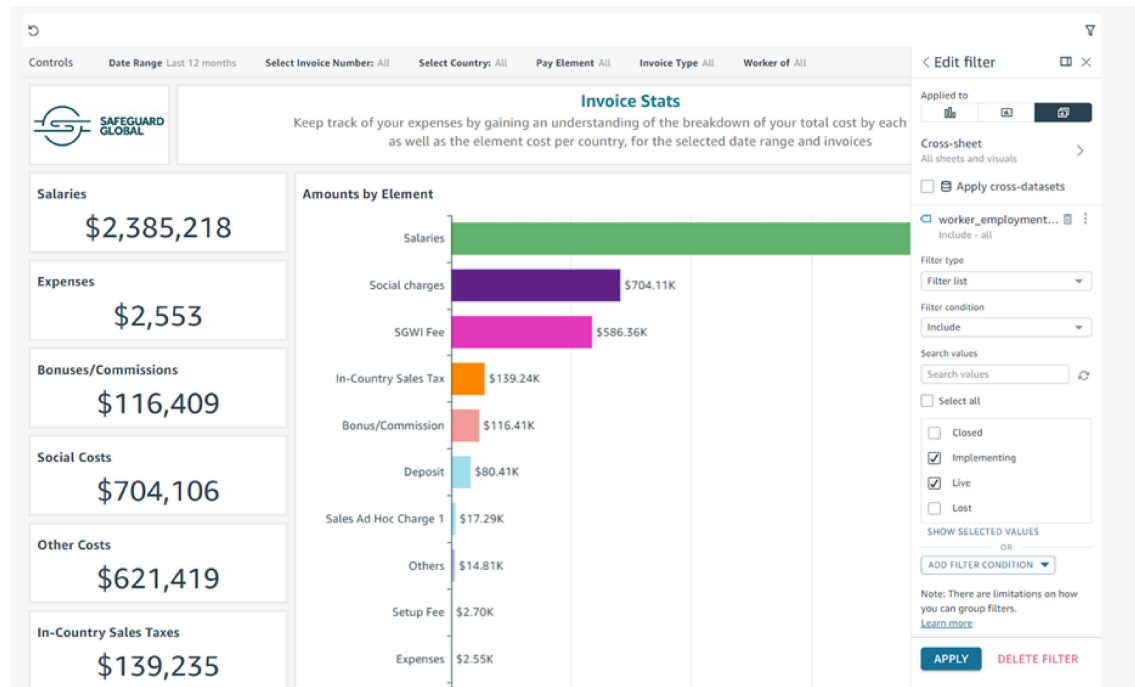 Controls
Date Range Last 12 months
Select Invoice Number: All
Select Country: All
Pay Element All
Invoice Type All
Worker of All
SAFEGUARD
GLOBAL
Invoice Stats
Keep track of your expenses by gaining an understanding of the breakdown of your total cost by each
as well as the element cost per country, for the selected date range and invoices
Salaries
$2,385,218
Expenses
$2,553
Bonuses/Commissions
$116,409
Social Costs
$704,106
Other Costs
$621,419
In-Country Sales Taxes
$139,235
Amounts by Element
Salaries
Social charges $704.11K
SGWI Fee $586.36K
In-Country Sales Tax $139.24K
Bonus/Commission $116.41K
Deposit $80.41K
Sales Ad Hoc Charge 1 $17.29K
Others $14.81K
Setup Fee $2.70K
Expenses $2.55K
Edit filter
Applied to
Cross-sheet
All sheets and visuals
Apply cross-datasets
worker_employment...
Include - all
Filter type
Filter list
Filter condition
Include
Search values
Search values
Select all
Closed
Implementing
Live
Lost
SHOW SELECTED VALUES
OR
ADD FILTER CONDITION
Note: There are limitations on how
you can group filters.
Learn more
APPLY
DELETE FILTER